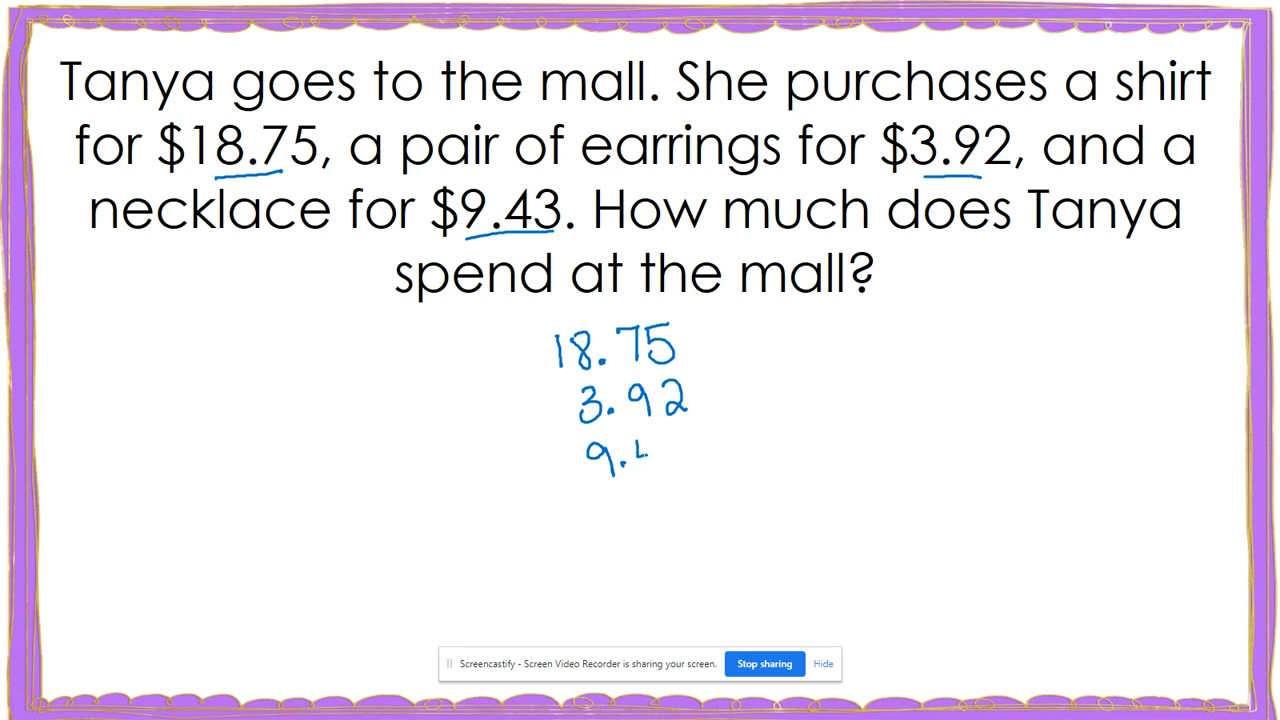 Tanya goes to the mall. She purchases a shirt
for $18.75, a pair of earrings for $3.92, and a
necklace for $9.43. How much does Tanya
spend at the mall?
18.75
3.92
9.4
Screencastify - Screen Video Recorder is sharing your screen. Stop sharing Hide